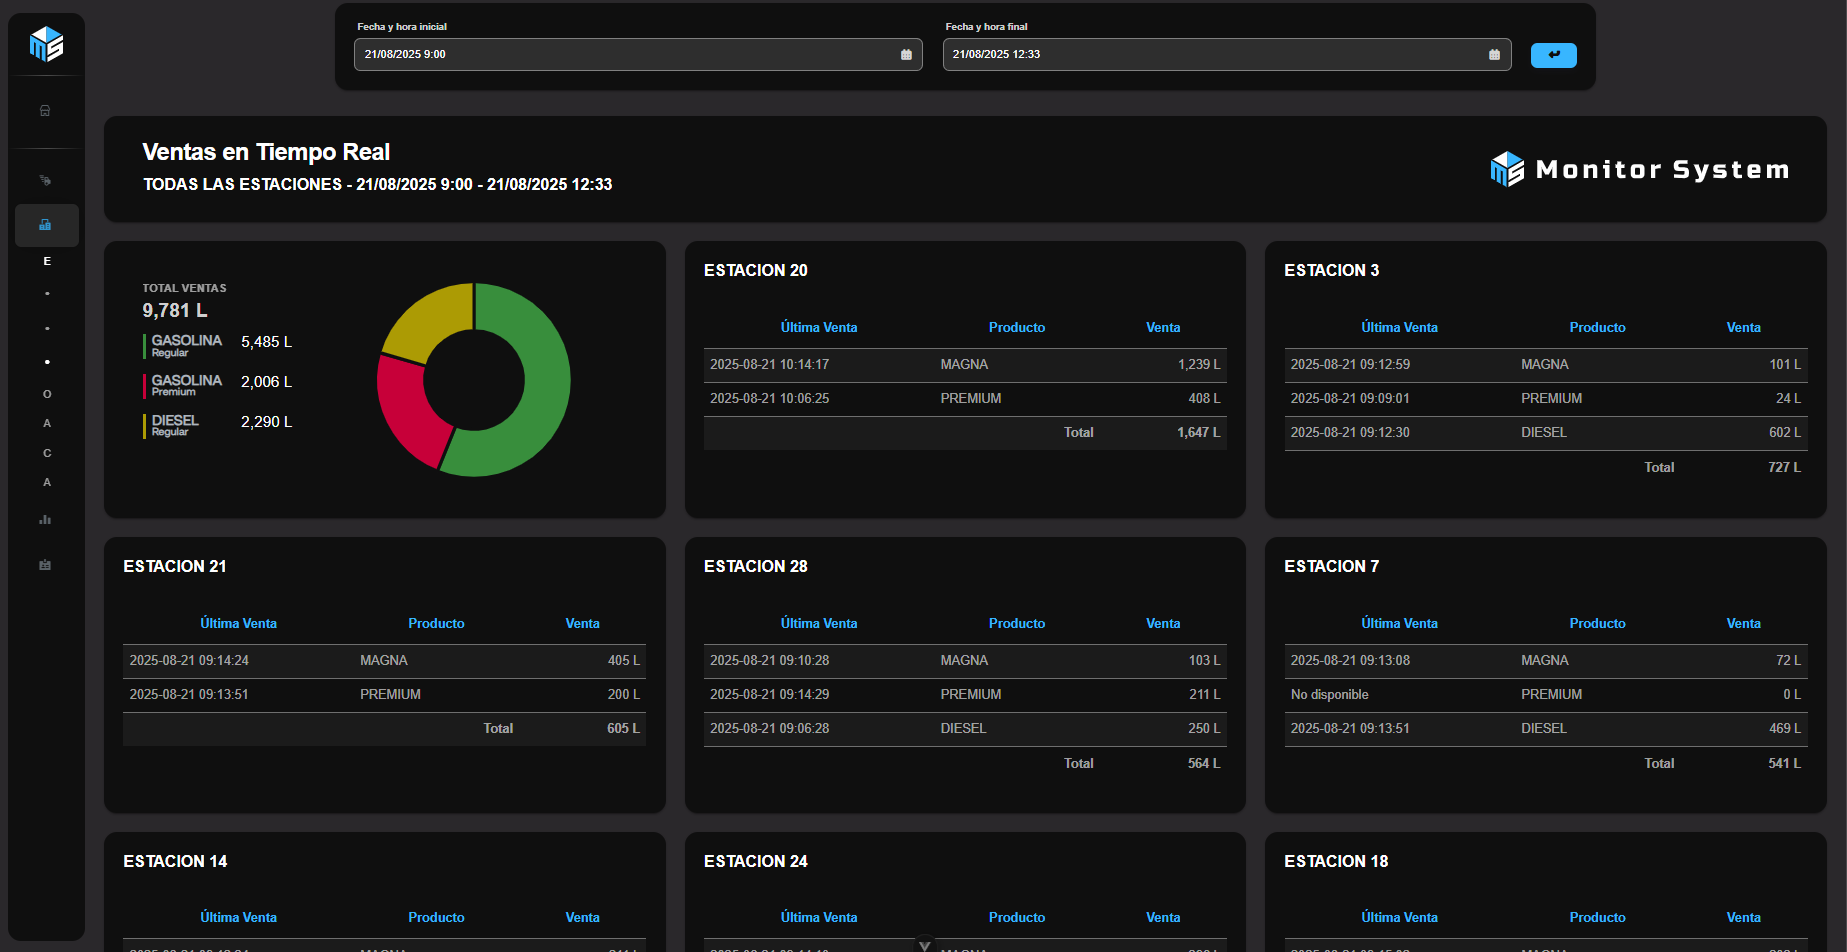 Fecha y hora inicial
21/08/2025 9:00
Fecha y hora final
21/08/2025 12:33
Ventas en Tiempo Real
TODAS LAS ESTACIONES - 21/08/2025 9:00 - 21/08/2025 12:33
Monitor System
E
O
A
C
A
TOTAL VENTAS
9,781 L
GASOLINA Regular 5,485 L
GASOLINA Premium 2,006 L
DIESEL Regular 2,290 L
ESTACION 20
Última Venta Producto Venta
2025-08-21 10:14:17 MAGNA 1,239 L
2025-08-21 10:06:25 PREMIUM 408 L
Total 1,647 L
ESTACION 3
Última Venta Producto Venta
2025-08-21 09:12:59 MAGNA 101 L
2025-08-21 09:09:01 PREMIUM 24 L
2025-08-21 09:12:30 DIESEL 602 L
Total 727 L
ESTACION 21
Última Venta Producto Venta
2025-08-21 09:14:24 MAGNA 405 L
2025-08-21 09:13:51 PREMIUM 200 L
Total 605 L
ESTACION 28
Última Venta Producto Venta
2025-08-21 09:10:28 MAGNA 103 L
2025-08-21 09:14:29 PREMIUM 211 L
2025-08-21 09:06:28 DIESEL 250 L
Total 564 L
ESTACION 7
Última Venta Producto Venta
2025-08-21 09:13:08 MAGNA 72 L
No disponible PREMIUM 0 L
2025-08-21 09:13:51 DIESEL 469 L
Total 541 L
ESTACION 14
Última Venta Producto Venta
ESTACION 24
Última Venta Producto Venta
ESTACION 18
Última Venta Producto Venta